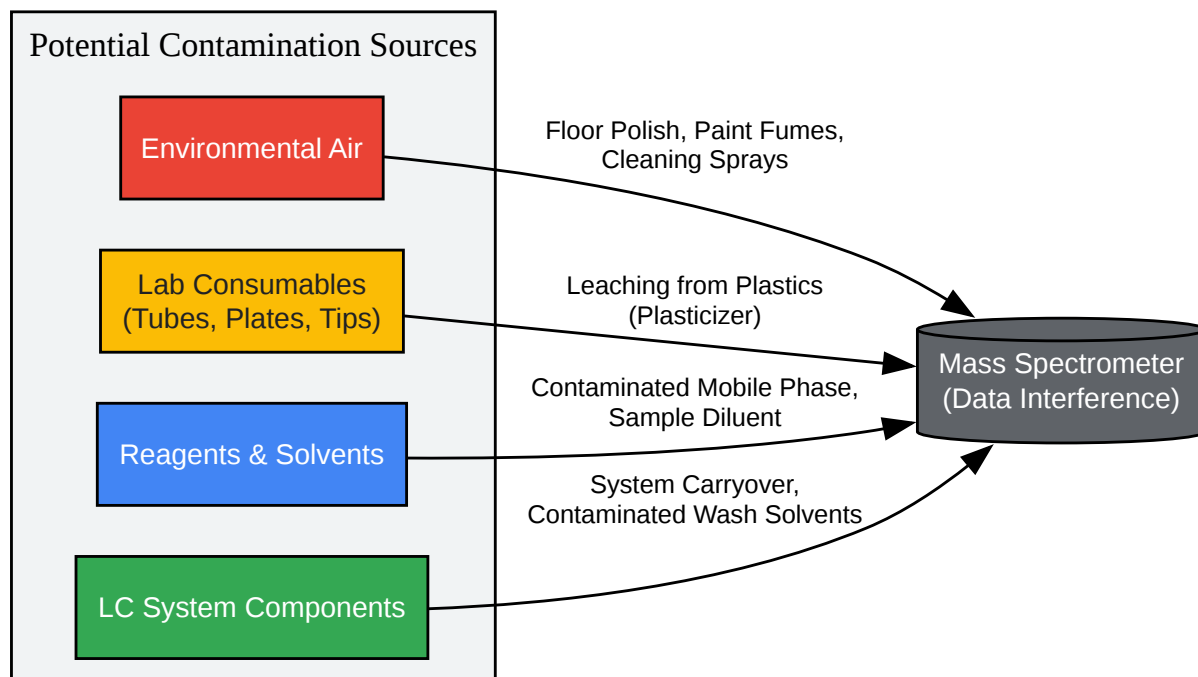 Potential Contamination Sources
Environmental Air
Floor Polish, Paint Fumes,
Cleaning Sprays
Lab Consumables
(Tubes, Plates, Tips)
Leaching from Plastics
(Plasticizer)
Reagents & Solvents
Contaminated Mobile Phase,
Sample Diluent
LC System Components
System Carryover,
Contaminated Wash Solvents
Mass Spectrometer
(Data Interference)